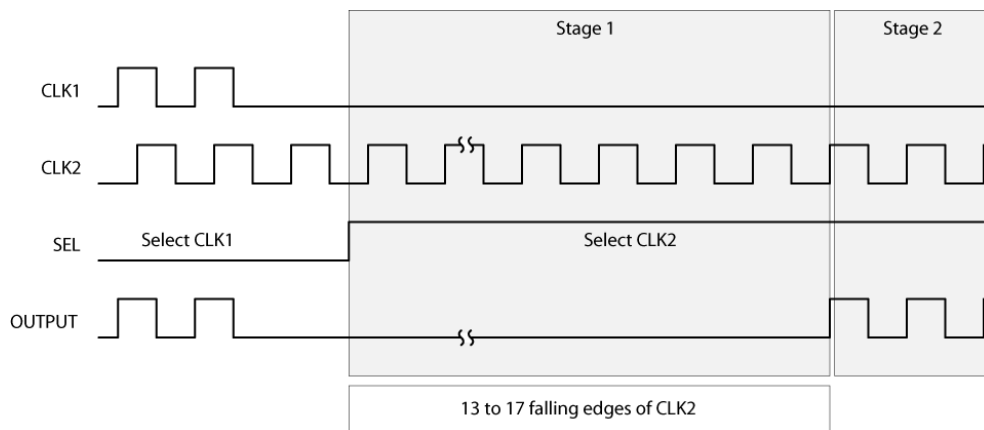 Stage 1
Stage 2
CLK1
CLK2
SEL
Select CLK1
Select CLK2
OUTPUT
13 to 17 falling edges of CLK2